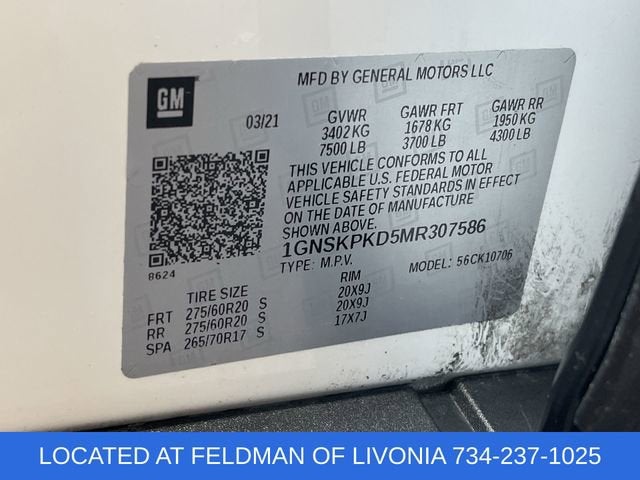 MFD BY GENERAL MOTORS LLC
GM
03/21
GVWR GAWR FRT GAWR RR
3402 KG 1678 KG 1950 KG
7500 LB 3700 LB 4300 LB
THIS VEHICLE CONFORMS TO ALL
APPLICABLE U.S. FEDERAL MOTOR
VEHICLE SAFETY STANDARDS IN EFFECT
ON THE DATE OF MANUFACTURE
SHOWN ABOVE.
1GNSKPKD5MR307586
TYPE: M.P.V. MODEL: 56CK10706
8624
TIRE SIZE RIM
FRT 275/60R20 S 20X9J
RR 275/60R20 S 20X9J
SPA 265/70R17 S 17X7J
LOCATED AT FELDMAN OF LIVONIA 734-237-1025